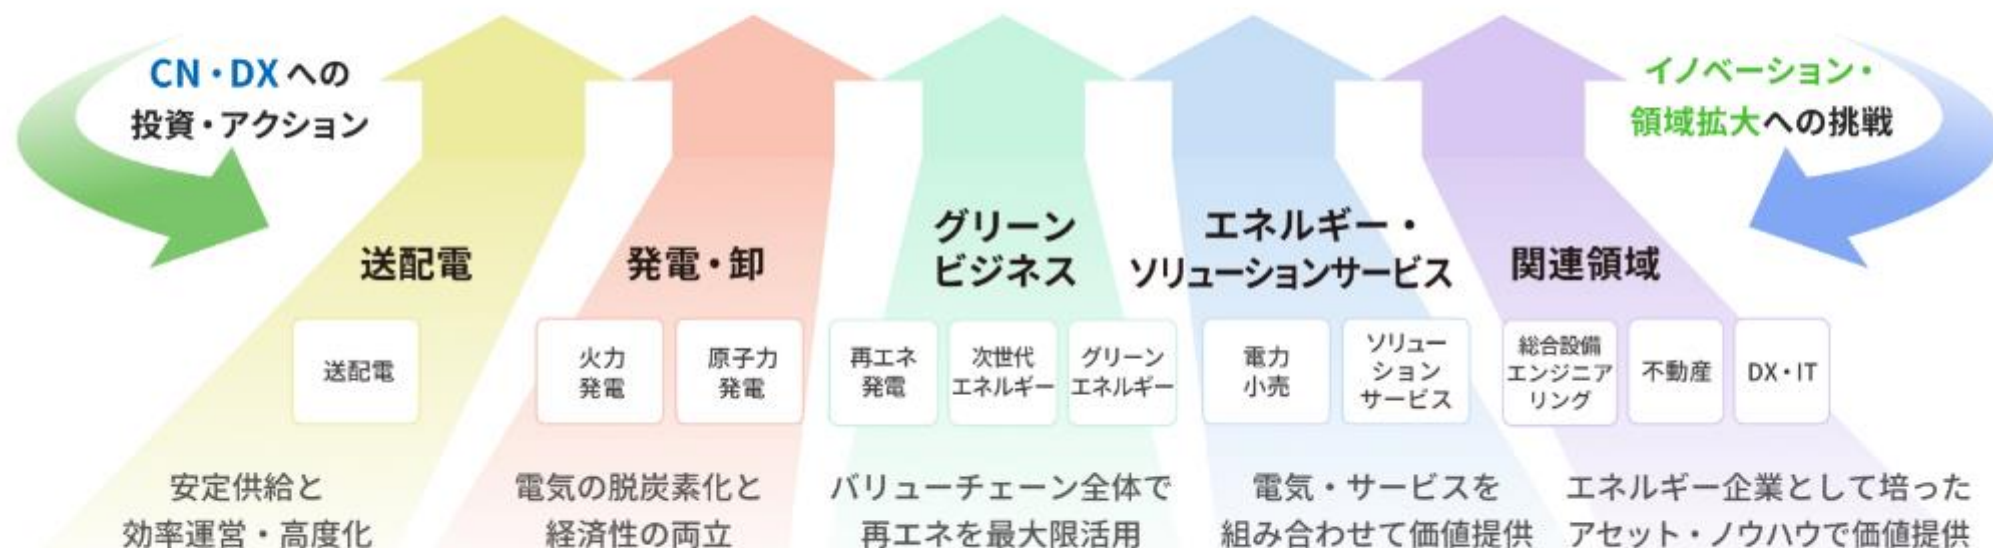 CN・DXへの
投資・アクション
イノベーション・
領域拡大への挑戦
送配電
発電・卸
グリーン
ビジネス
エネルギー・
ソリューションサービス
関連領域
送配電
火力
発電
原子力
発電
再エネ
発電
次世代
エネルギー
グリーン
エネルギー
電力
小売
ソリュー
ション
サービス
総合設備
エンジニア
リング
不動産
DX・IT
安定供給と
効率運営・高度化
電気の脱炭素化と
経済性の両立
バリューチェーン全体で
再エネを最大限活用
電気・サービスを
組み合わせて価値提供
エネルギー企業として培った
アセット・ノウハウで価値提供